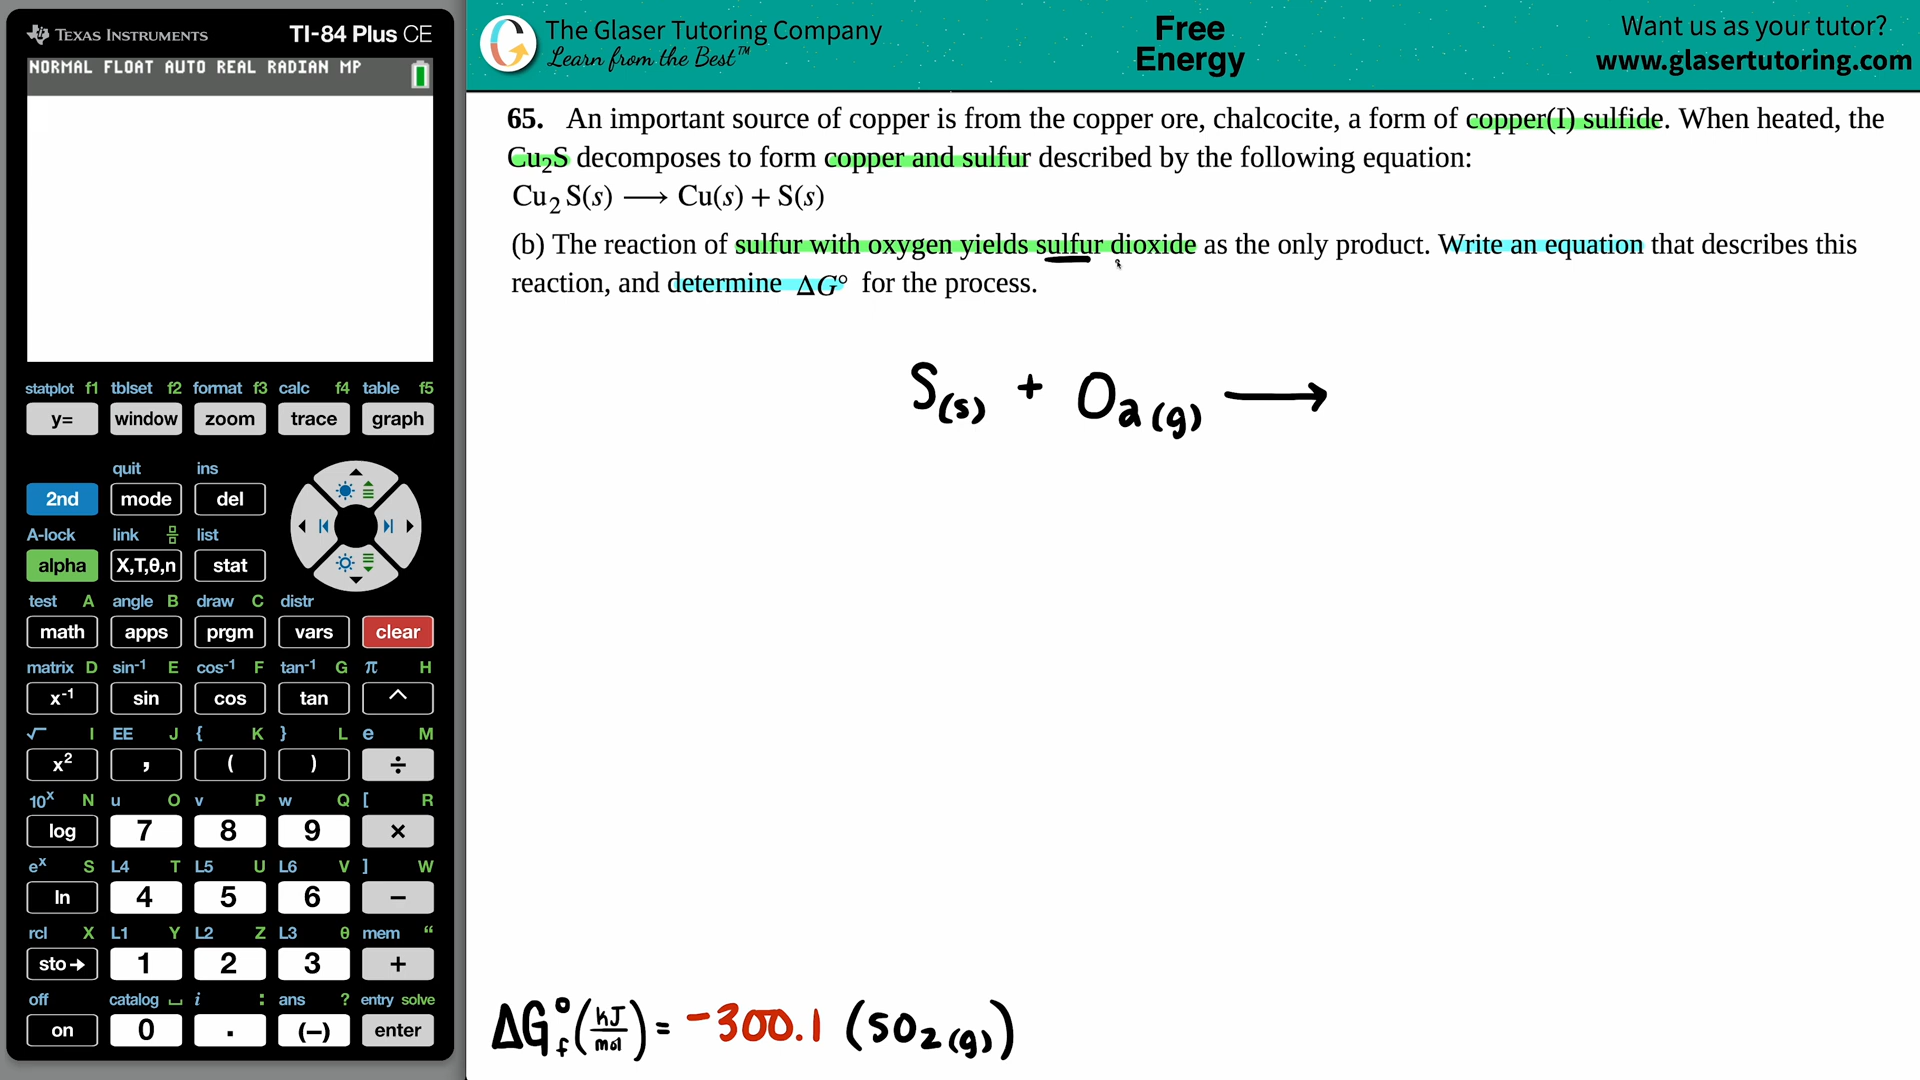 TEXAS INSTRUMENTS TI-84 Plus CE
NORMAL FLOAT AUTO REAL RADIAN MP
statplot f1 tblset f2 format f3 calc f4 table f5
y= window zoom trace graph
quit ins
2nd mode del
A-lock link list
alpha X,T,θ,n stat
test A angle B draw C distr
math apps prgm vars clear
matrix D sin⁻¹ E cos⁻¹ F tan⁻¹ G π H
x⁻¹ sin cos tan ^
√ I EE J { K } L e M
x² , ( ) ÷
10ˣ N u O v P w Q [ R
log 7 8 9 ×
eˣ S L4 T L5 U L6 V ] W
ln 4 5 6 −
rcl X L1 Y L2 Z L3 θ mem “
sto→ 1 2 3 +
off catalog ⎵ i : ans ? entry solve
on 0 . (−) enter
The Glaser Tutoring Company
Learn from the Best™
Free
Energy
Want us as your tutor?
www.glasertutoring.com
65. An important source of copper is from the copper ore, chalcocite, a form of copper(I) sulfide. When heated, the
Cu₂S decomposes to form copper and sulfur described by the following equation:
Cu₂S(s) ⟶ Cu(s) + S(s)
(b) The reaction of sulfur with oxygen yields sulfur dioxide as the only product. Write an equation that describes this
reaction, and determine ΔG° for the process.
S(s) + O₂(g) ⟶
ΔG°f (kJ/mol) = -300.1 (SO₂(g))